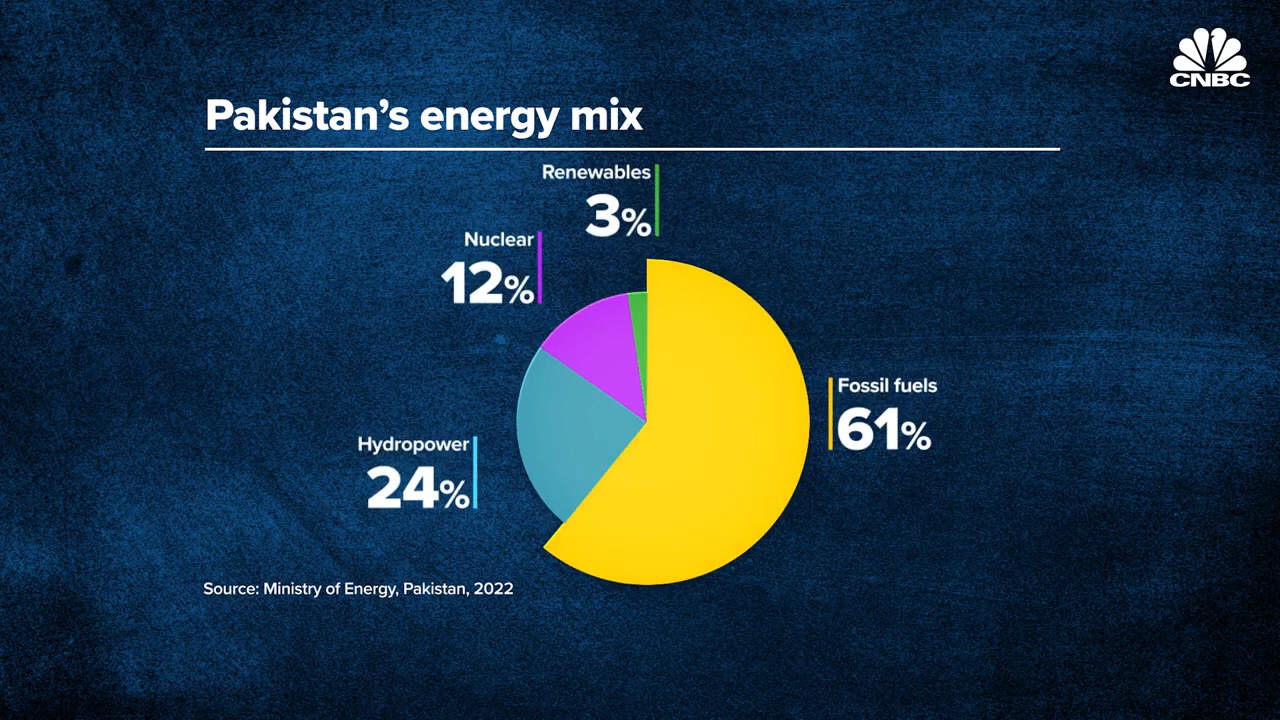 CNBC
Pakistan’s energy mix
Renewables
3%
Nuclear
12%
Fossil fuels
61%
Hydropower
24%
Source: Ministry of Energy, Pakistan, 2022